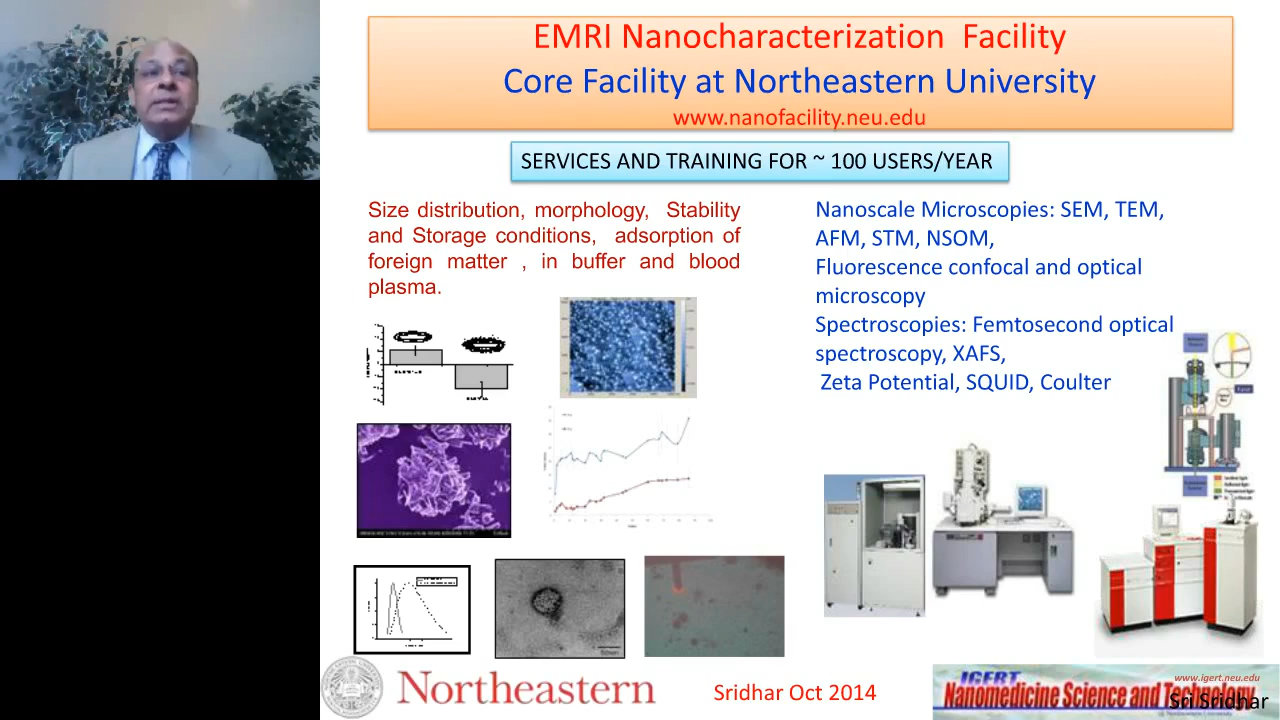 EMRI Nanocharacterization Facility
Core Facility at Northeastern University
www.nanofacility.neu.edu
SERVICES AND TRAINING FOR ~ 100 USERS/YEAR
Size distribution, morphology, Stability
and Storage conditions, adsorption of
foreign matter , in buffer and blood
plasma.
Nanoscale Microscopies: SEM, TEM,
AFM, STM, NSOM,
Fluorescence confocal and optical
microscopy
Spectroscopies: Femtosecond optical
spectroscopy, XAFS,
Zeta Potential, SQUID, Coulter
Northeastern
Sridhar Oct 2014
www.igert.neu.edu
IGERT
Nanomedicine Science and Technology
Sri Sridhar